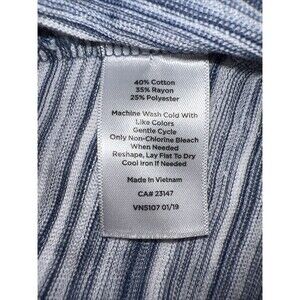 40% Cotton
35% Rayon
25% Polyester
Machine Wash Cold With
Like Colors
Gentle Cycle
Only Non-Chlorine Bleach
When Needed
Reshape, Lay Flat To Dry
Cool Iron If Needed
Made in Vietnam
CA# 23147
VN5107 01/19